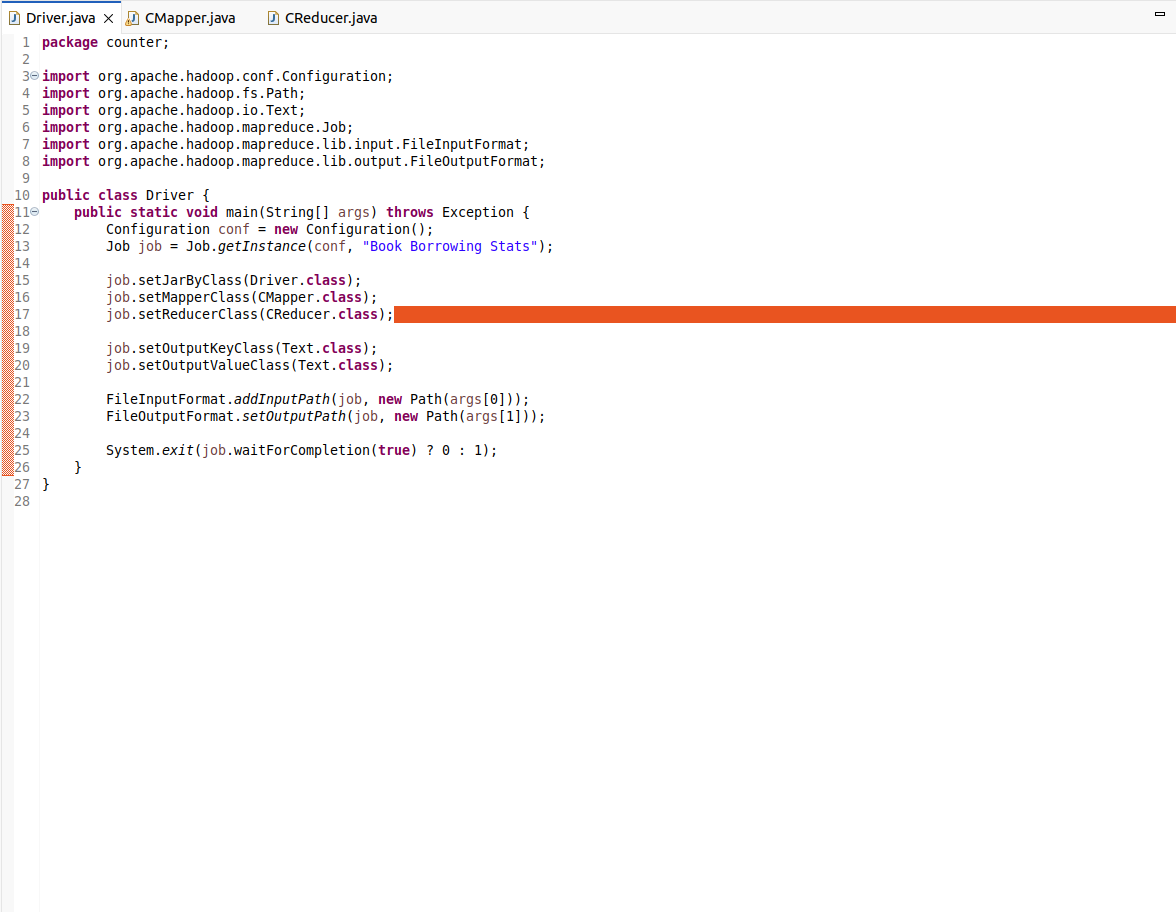 Driver.java CMapper.java CReducer.java
1 package counter;
2
3 import org.apache.hadoop.conf.Configuration;
4 import org.apache.hadoop.fs.Path;
5 import org.apache.hadoop.io.Text;
6 import org.apache.hadoop.mapreduce.Job;
7 import org.apache.hadoop.mapreduce.lib.input.FileInputFormat;
8 import org.apache.hadoop.mapreduce.lib.output.FileOutputFormat;
9
10 public class Driver {
11     public static void main(String[] args) throws Exception {
12         Configuration conf = new Configuration();
13         Job job = Job.getInstance(conf, "Book Borrowing Stats");
14
15         job.setJarByClass(Driver.class);
16         job.setMapperClass(CMapper.class);
17         job.setReducerClass(CReducer.class);
18
19         job.setOutputKeyClass(Text.class);
20         job.setOutputValueClass(Text.class);
21
22         FileInputFormat.addInputPath(job, new Path(args[0]));
23         FileOutputFormat.setOutputPath(job, new Path(args[1]));
24
25         System.exit(job.waitForCompletion(true) ? 0 : 1);
26     }
27 }
28